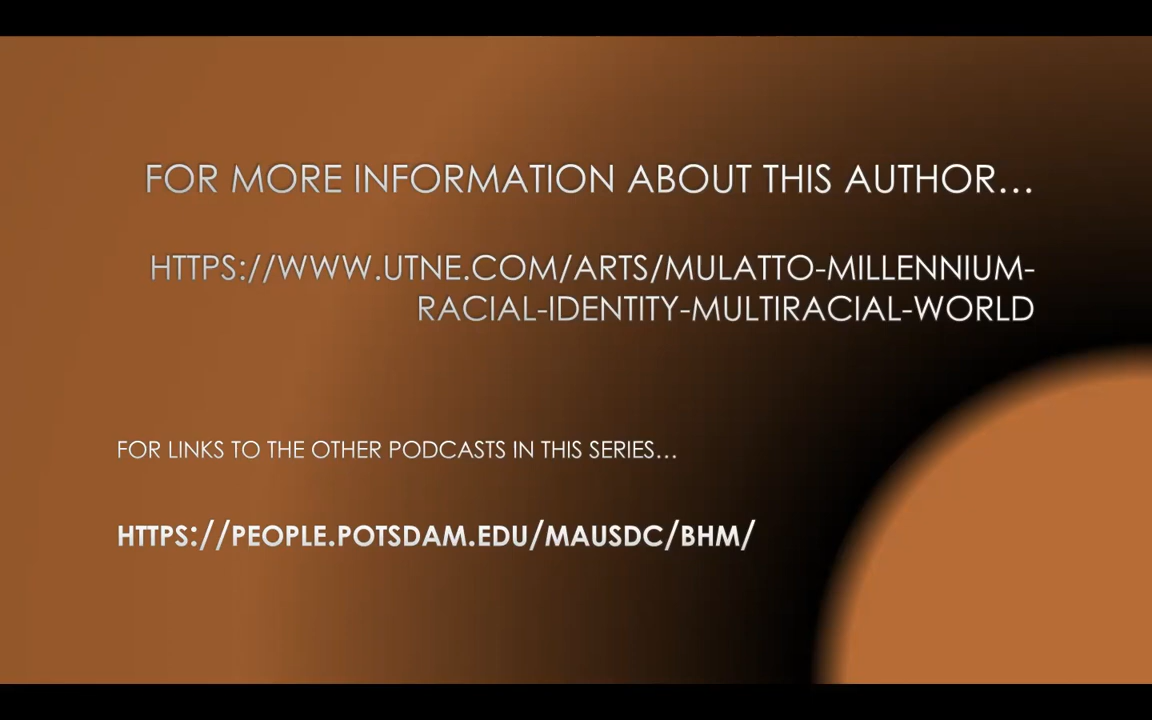 FOR MORE INFORMATION ABOUT THIS AUTHOR…
HTTPS://WWW.UTNE.COM/ARTS/MULATTO-MILLENNIUM-
RACIAL-IDENTITY-MULTIRACIAL-WORLD
FOR LINKS TO THE OTHER PODCASTS IN THIS SERIES…
HTTPS://PEOPLE.POTSDAM.EDU/MAUSDC/BHM/